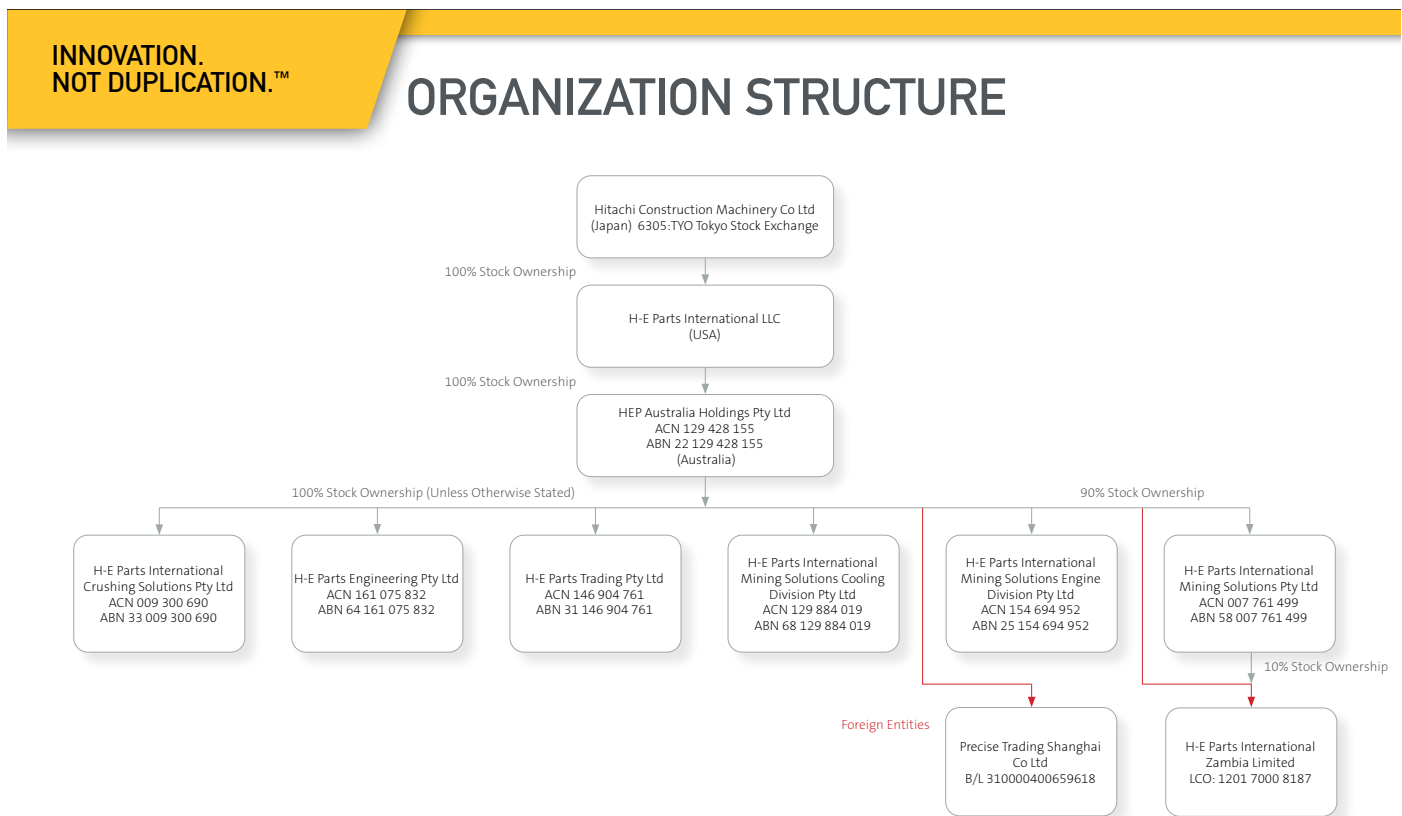 INNOVATION.
NOT DUPLICATION.™
ORGANIZATION STRUCTURE
Hitachi Construction Machinery Co Ltd
(Japan) 6305:TYO Tokyo Stock Exchange
100% Stock Ownership
H-E Parts International LLC
(USA)
100% Stock Ownership
HEP Australia Holdings Pty Ltd
ACN 129 428 155
ABN 22 129 428 155
(Australia)
100% Stock Ownership (Unless Otherwise Stated)
90% Stock Ownership
H-E Parts International
Crushing Solutions Pty Ltd
ACN 009 300 690
ABN 33 009 300 690
H-E Parts Engineering Pty Ltd
ACN 161 075 832
ABN 64 161 075 832
H-E Parts Trading Pty Ltd
ACN 146 904 761
ABN 31 146 904 761
H-E Parts International
Mining Solutions Cooling
Division Pty Ltd
ACN 129 884 019
ABN 68 129 884 019
H-E Parts International
Mining Solutions Engine
Division Pty Ltd
ACN 154 694 952
ABN 25 154 694 952
H-E Parts International
Mining Solutions Pty Ltd
ACN 007 761 499
ABN 58 007 761 499
10% Stock Ownership
Foreign Entities
Precise Trading Shanghai
Co Ltd
B/L 310000400659618
H-E Parts International
Zambia Limited
LCO: 1201 7000 8187